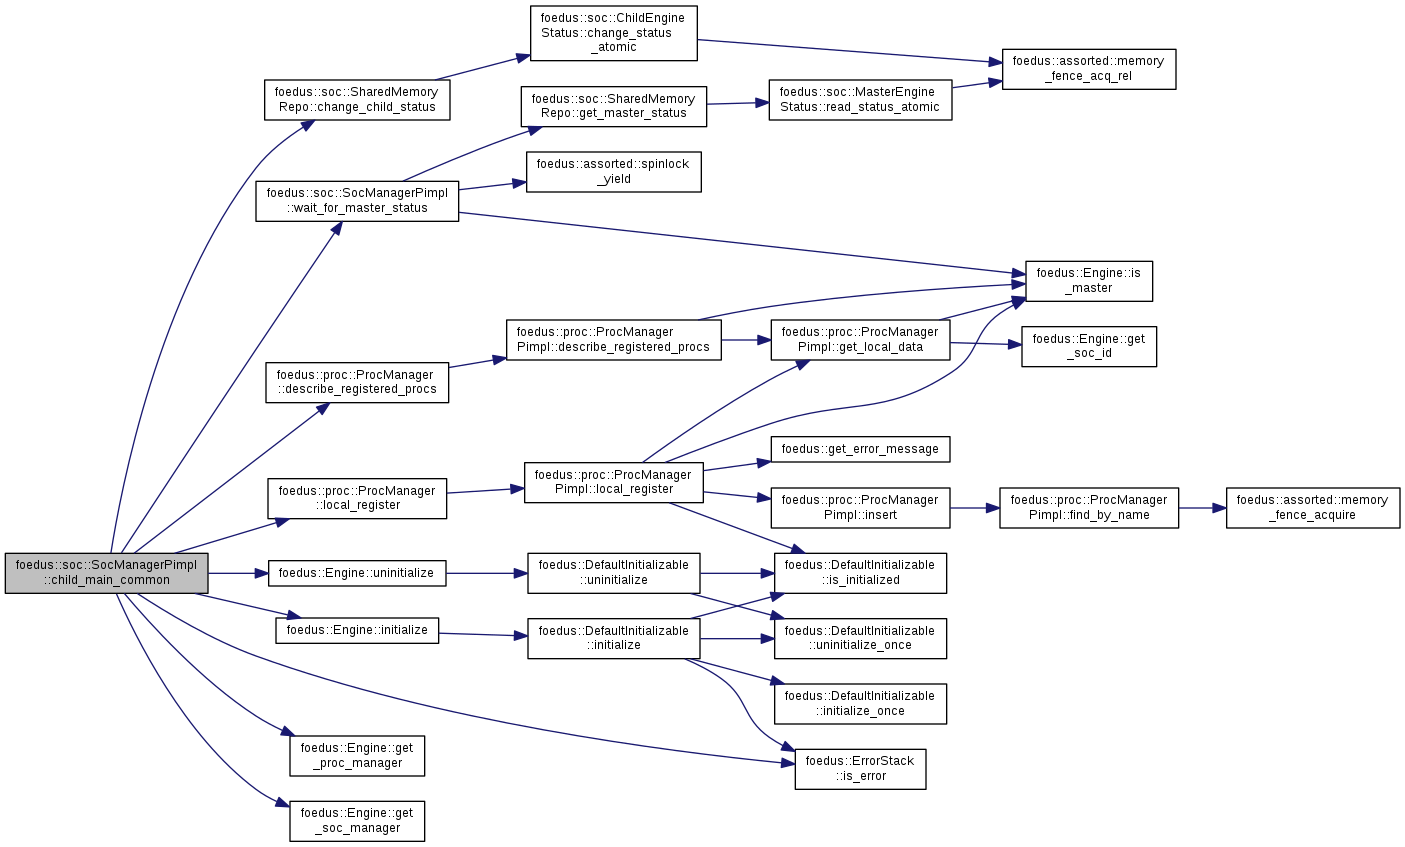 foedus::soc::ChildEngine
Status::change_status
_atomic
foedus::assorted::memory
_fence_acq_rel
foedus::soc::SharedMemory
Repo::change_child_status
foedus::soc::MasterEngine
Status::read_status_atomic
foedus::soc::SharedMemory
Repo::get_master_status
foedus::assorted::spinlock
_yield
foedus::soc::SocManagerPimpl
::wait_for_master_status
foedus::Engine::is
_master
foedus::proc::ProcManager
Pimpl::describe_registered_procs
foedus::proc::ProcManager
Pimpl::get_local_data
foedus::Engine::get
_soc_id
foedus::proc::ProcManager
::describe_registered_procs
foedus::get_error_message
foedus::proc::ProcManager
Pimpl::local_register
foedus::proc::ProcManager
::local_register
foedus::proc::ProcManager
Pimpl::insert
foedus::proc::ProcManager
Pimpl::find_by_name
foedus::assorted::memory
_fence_acquire
foedus::soc::SocManagerPimpl
::child_main_common
foedus::Engine::uninitialize
foedus::DefaultInitializable
::uninitialize
foedus::DefaultInitializable
::is_initialized
foedus::Engine::initialize
foedus::DefaultInitializable
::initialize
foedus::DefaultInitializable
::uninitialize_once
foedus::DefaultInitializable
::initialize_once
foedus::Engine::get
_proc_manager
foedus::ErrorStack
::is_error
foedus::Engine::get
_soc_manager